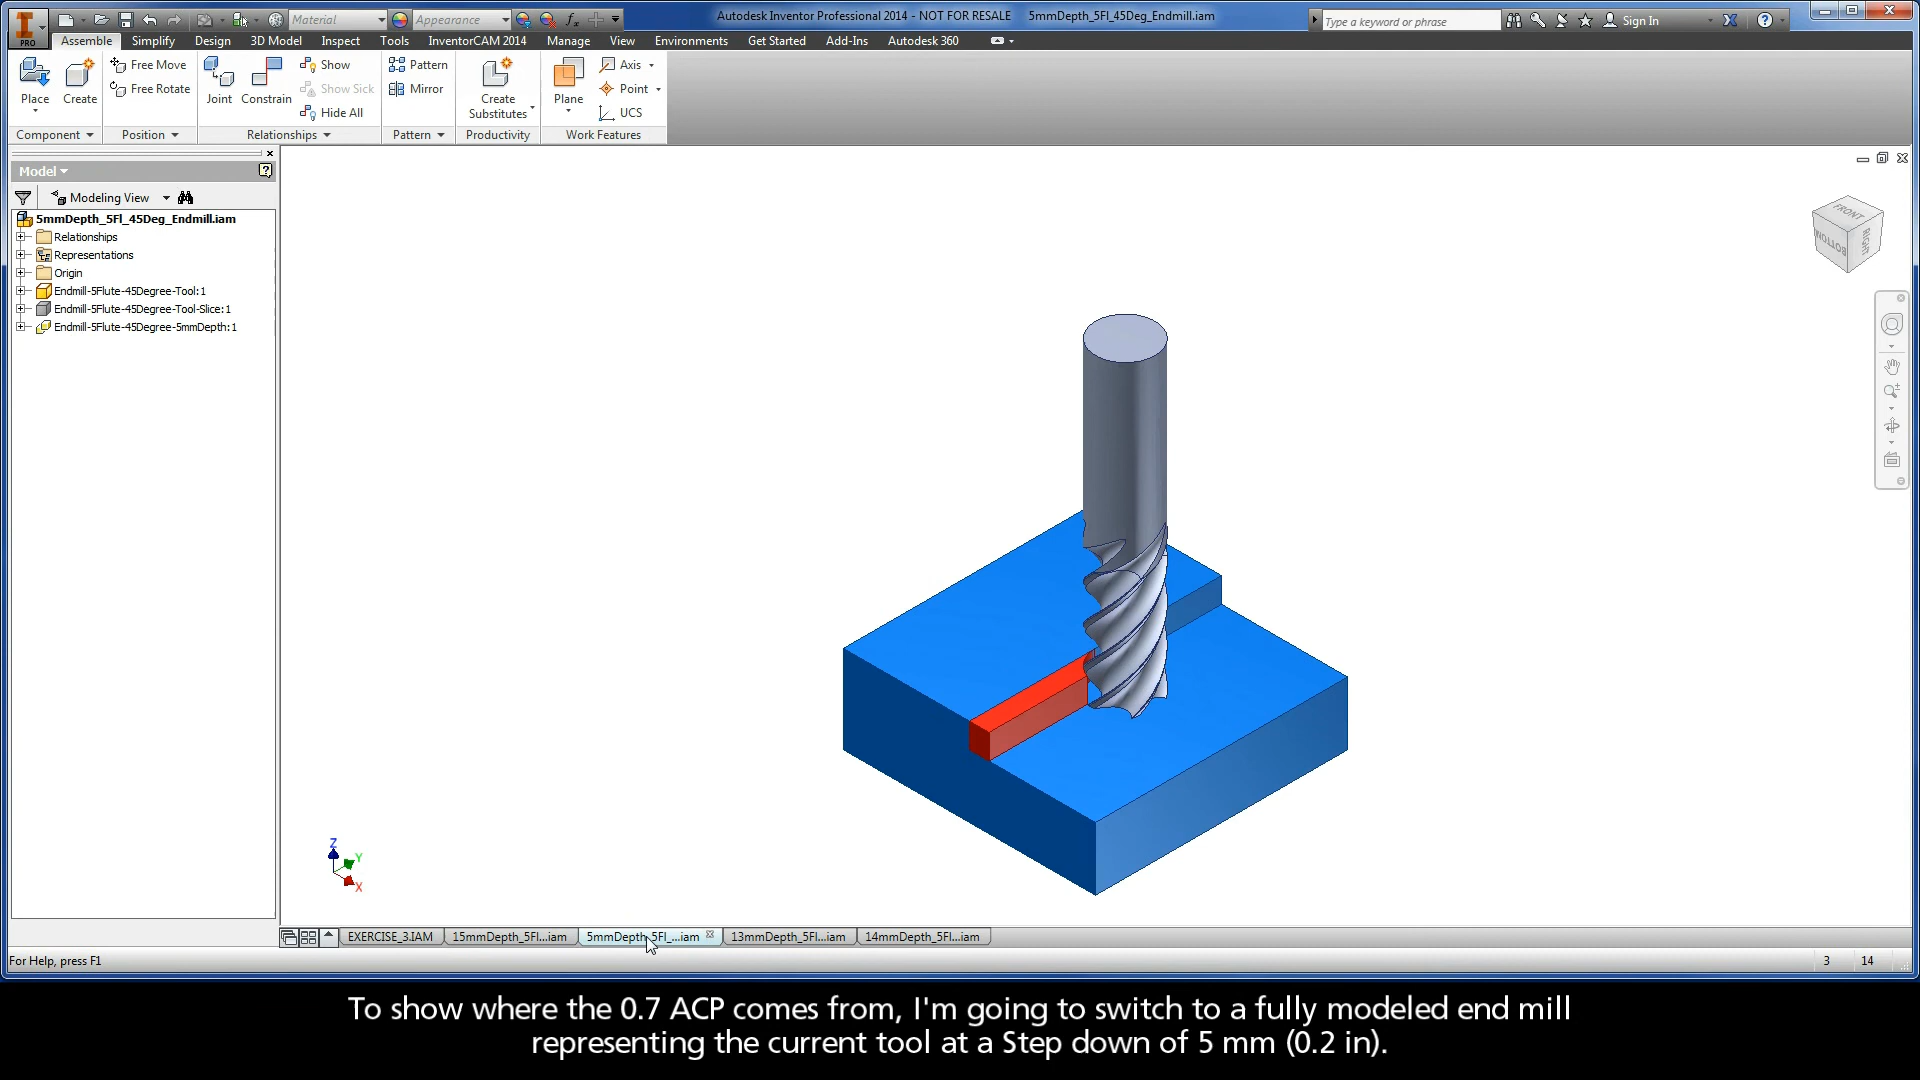 Autodesk Inventor Professional 2014 - NOT FOR RESALE 5mmDepth_5Fl_45Deg_Endmill.iam
Material Appearance
Type a keyword or phrase
Sign In
PRO
Assemble Simplify Design 3D Model Inspect Tools InventorCAM 2014 Manage View Environments Get Started Add-Ins Autodesk 360
Place
Create
Free Move
Free Rotate
Joint
Constrain
Show
Show Sick
Hide All
Pattern
Mirror
Create
Substitutes
Plane
Axis
Point
UCS
Component Position Relationships Pattern Productivity Work Features
Model
Modeling View
5mmDepth_5Fl_45Deg_Endmill.iam
Relationships
Representations
Origin
Endmill-5Flute-45Degree-Tool:1
Endmill-5Flute-45Degree-Tool-Slice:1
Endmill-5Flute-45Degree-5mmDepth:1
FRONT
BOTTOM
RIGHT
Z
Y
X
EXERCISE_3.IAM 15mmDepth_5Fl...iam 5mmDepth_5Fl_...iam 13mmDepth_5Fl...iam 14mmDepth_5Fl...iam
For Help, press F1
3 14
To show where the 0.7 ACP comes from, I'm going to switch to a fully modeled end mill
representing the current tool at a Step down of 5 mm (0.2 in).